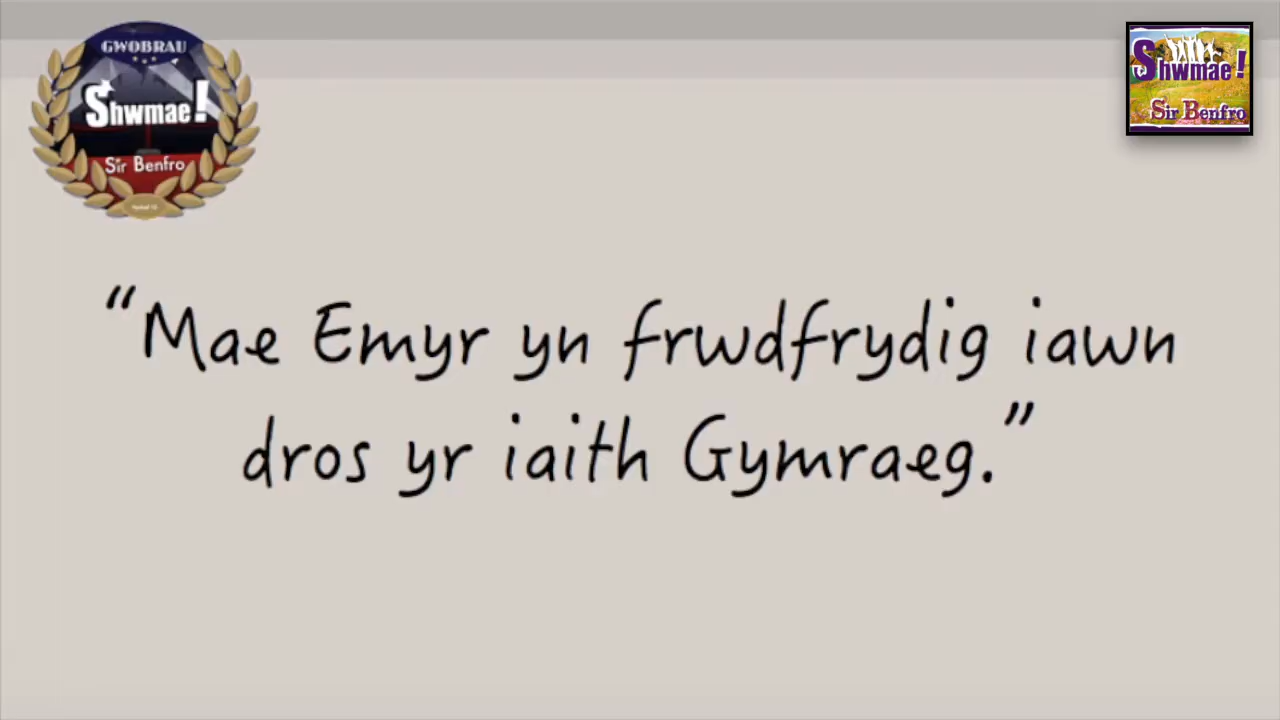 GWOBRAU
Shwmae!
Sir Benfro
Shwmae!
Sir Benfro
“Mae Emyr yn frwdfrydig iawn
dros yr iaith Gymraeg.”